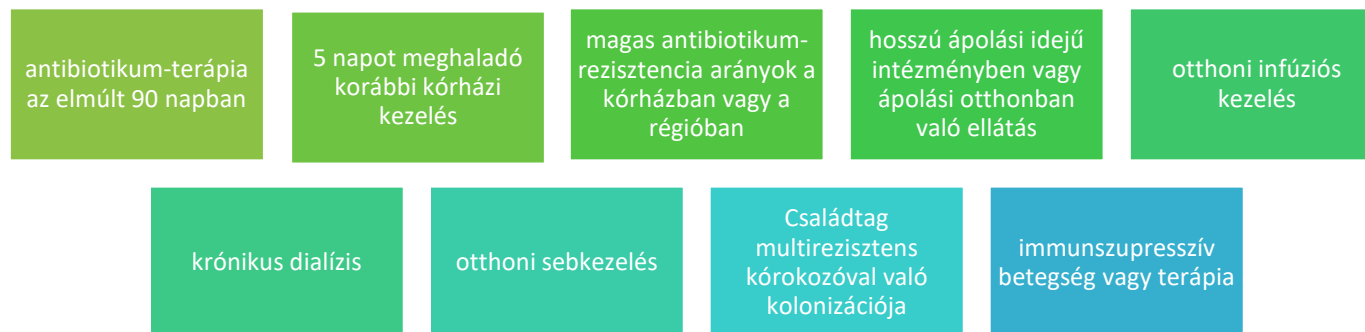 antibiotikum-terápia
az elmúlt 90 napban
5 napot meghaladó
korábbi kórházi
kezelés
magas antibiotikum-
rezisztencia arányok a
kórházban vagy a
régióban
hosszú ápolási idejű
intézményben vagy
ápolási otthonban
való ellátás
otthoni infúziós
kezelés
krónikus dialízis
otthoni sebkezelés
Családtag
multirezisztens
kórokozóval való
kolonizációja
immunszupresszív
betegség vagy terápia